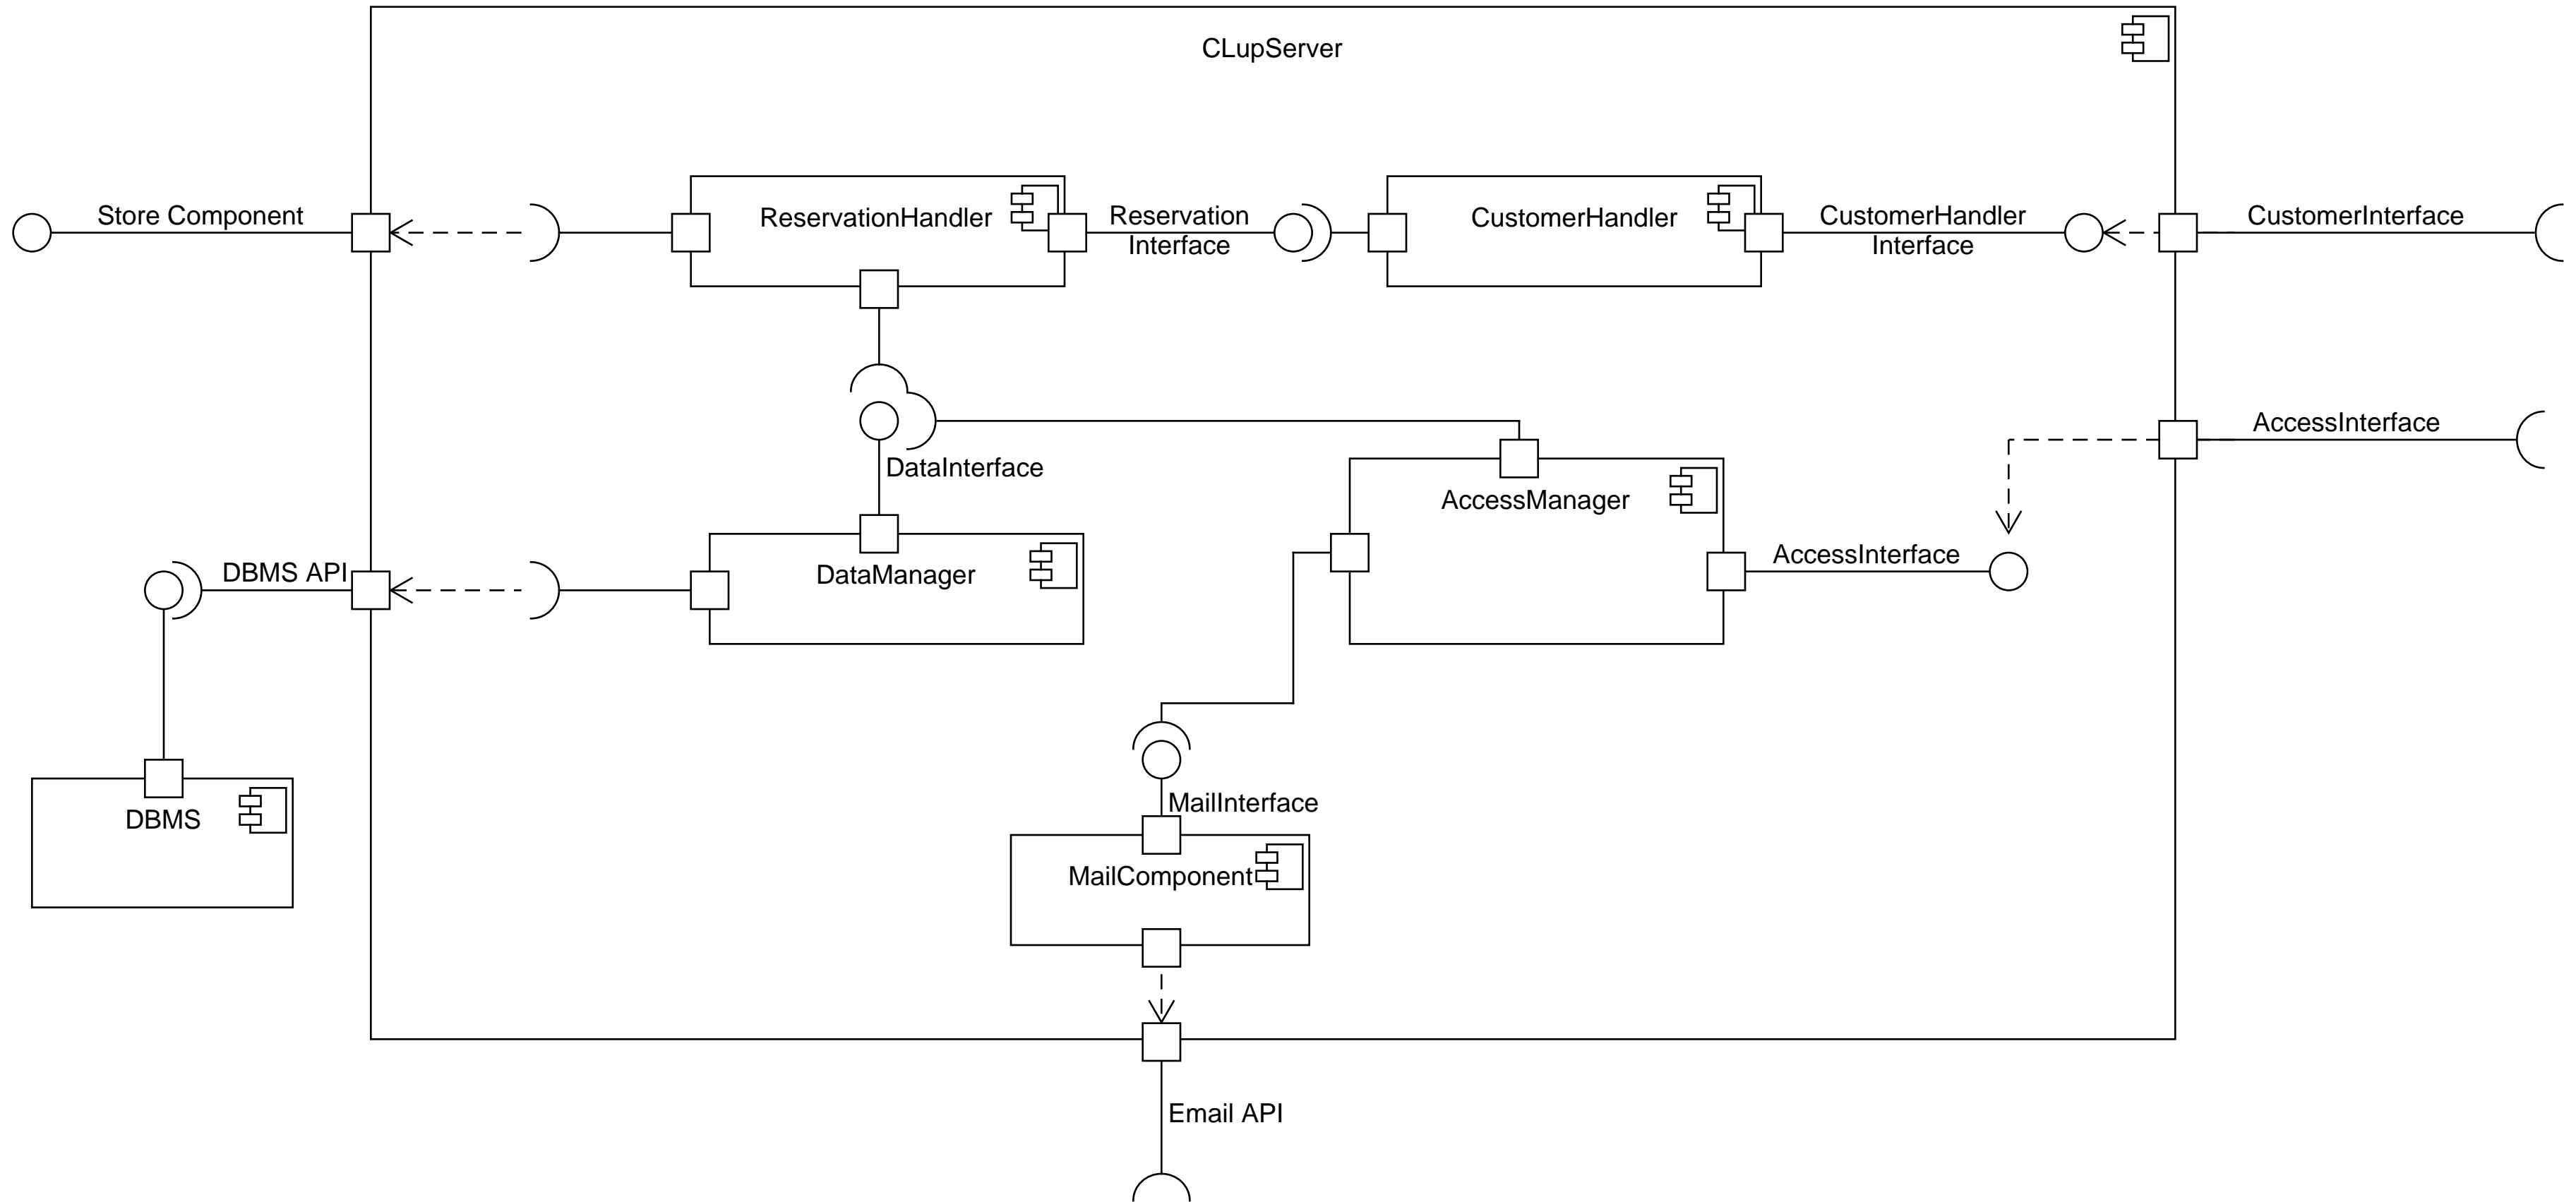 CLupServer
Store Component
ReservationHandler
Reservation
Interface
CustomerHandler
CustomerHandler
Interface
CustomerInterface
AccessInterface
DataInterface
AccessManager
AccessInterface
DBMS API
DataManager
DBMS
MailInterface
MailComponent
Email API